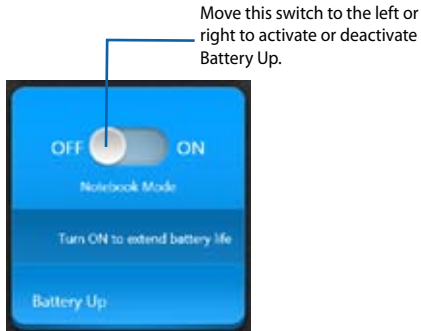 Move this switch to the left or
right to activate or deactivate
Battery Up.
OFF ON
Notebook Mode
Turn ON to extend battery life
Battery Up